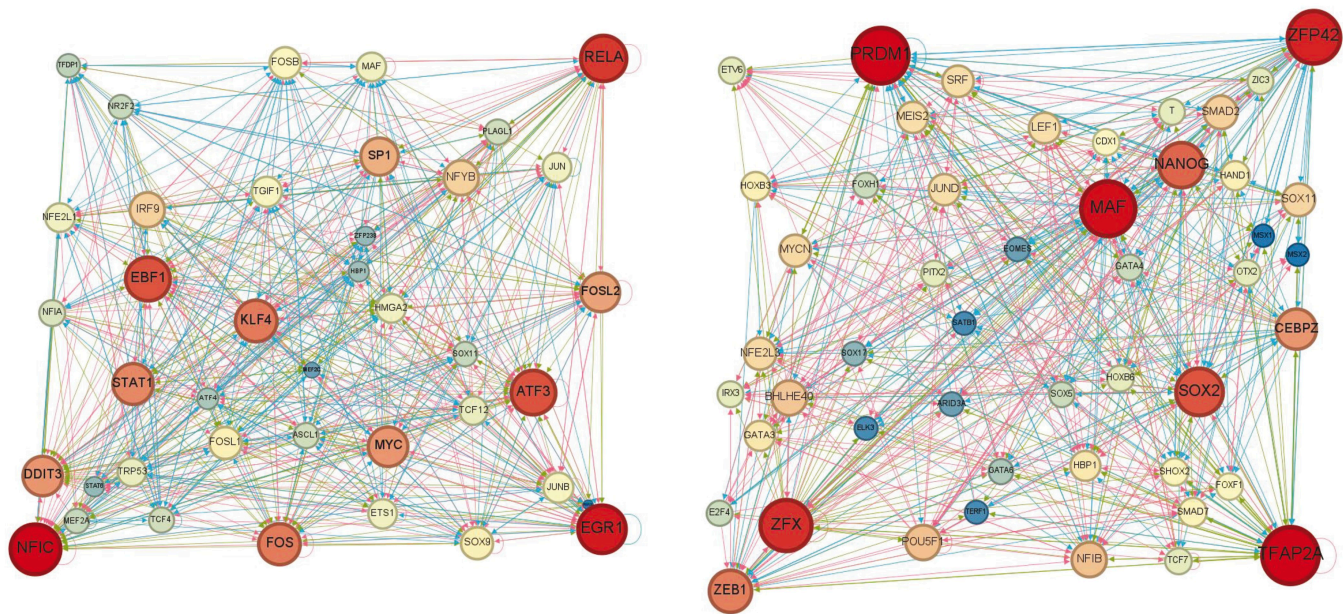 RELA
TFDP1
FOSB
MAF
NR2F2
PLAGL1
SP1
JUN
NFYB
TGIF1
NFE2L1
IRF9
ZFP238
HBP1
EBF1
FOSL2
NFIA
HMGA2
KLF4
SOX11
MEF2C
STAT1
ATF3
ATF4
TCF12
ASCL1
FOSL1
MYC
DDIT3
TRP53
STAT6
JUNB
MEF2A
TCF4
ETS1
EGR1
NFIC
FOS
SOX9
ZFP42
PRDM1
ETV6
SRF
ZIC3
MEIS2
T
SMAD2
LEF1
CDX1
NANOG
HAND1
HOXB3
FOXH1
JUND
SOX11
MAF
MSX1
MYCN
EOMES
MSX2
PITX2
GATA4
OTX2
SATB1
CEBPZ
NFE2L3
SOX17
HOXB6
IRX3
BHLHE40
SOX5
SOX2
ARID3A
ELK3
GATA3
GATA6
HBP1
SHOX2
FOXF1
E2F4
TERF1
SMAD7
ZFX
POU5F1
NFIB
TCF7
TFAP2A
ZEB1